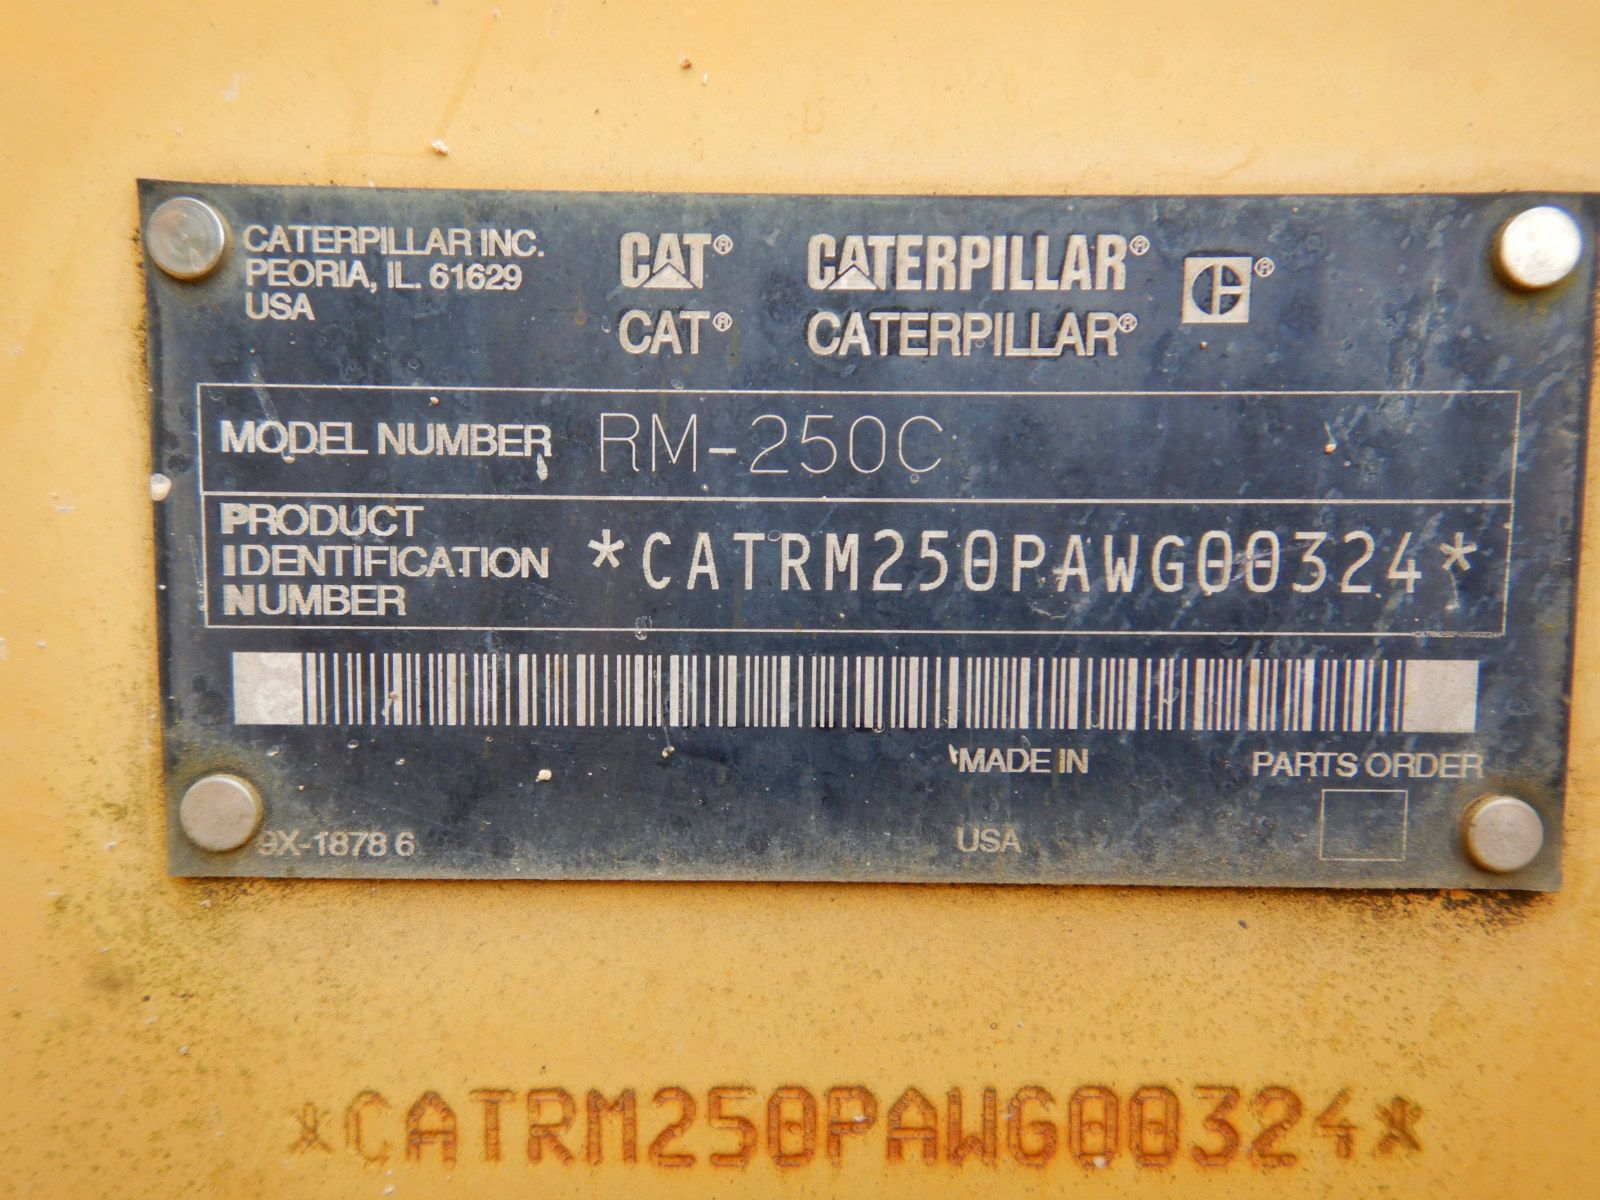 CATERPILLAR INC.
PEORIA, IL. 61629
USA
CAT® CATERPILLAR® C®
CAT® CATERPILLAR®
MODEL NUMBER RM-250C
PRODUCT
IDENTIFICATION
NUMBER
*CATRM250PAWG00324*
*CATRM250PAWG00324*
MADE IN
USA
PARTS ORDER
9X-1878 6
*CATRM250PAWG00324*